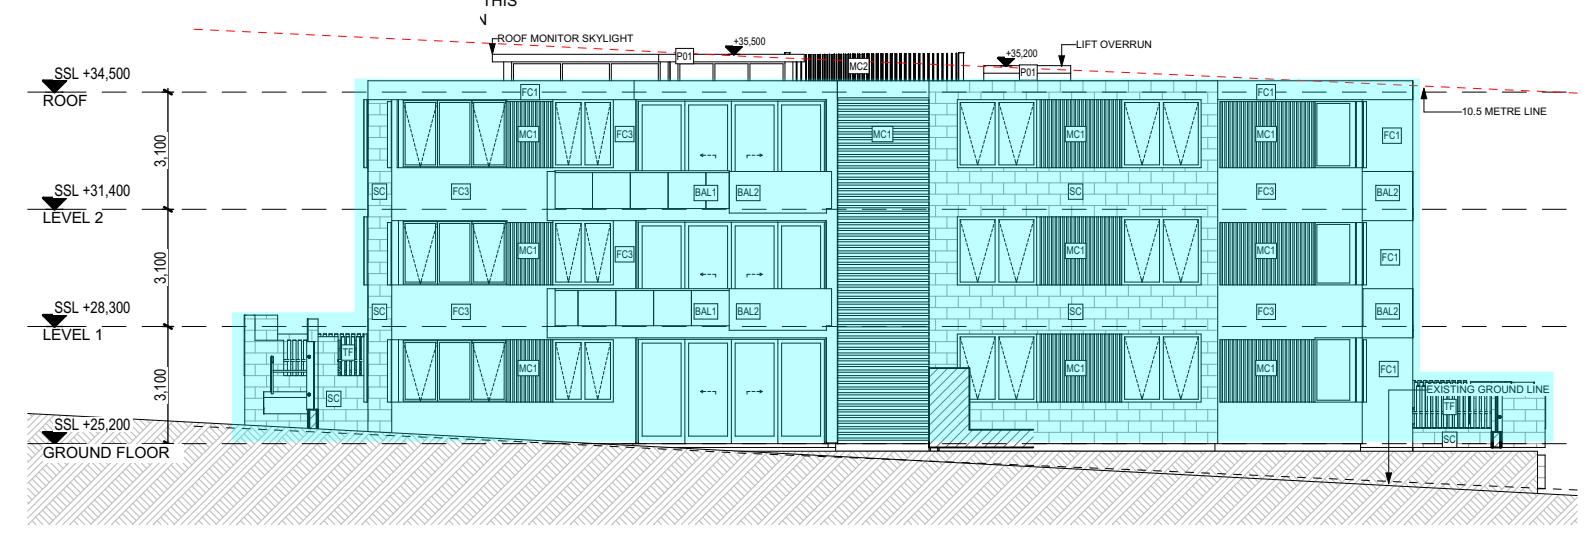 THIS
N
ROOF MONITOR SKYLIGHT
+35,500
P01
MC2
+35,200
P01
LIFT OVERRUN
SSL +34,500
ROOF
FC1
FC1
10.5 METRE LINE
3,100
MC1
FC3
MC1
MC1
MC1
FC1
SSL +31,400
LEVEL 2
SC
FC3
BAL1
BAL2
SC
FC3
BAL2
3,100
MC1
FC3
MC1
MC1
FC1
SSL +28,300
LEVEL 1
SC
FC3
BAL1
BAL2
SC
FC3
BAL2
3,100
TF
MC1
MC1
MC1
FC1
SC
EXISTING GROUND LINE
TF
SC
SSL +25,200
GROUND FLOOR